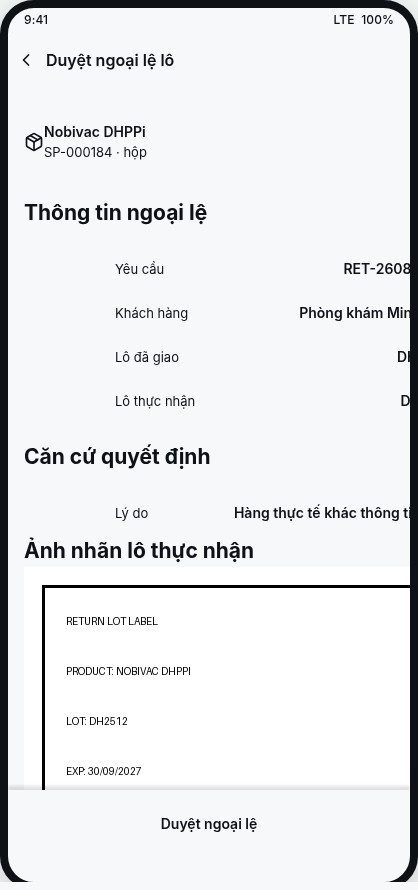 9:41 LTE 100%
Duyệt ngoại lệ lô
Nobivac DHPPi
SP-000184 · hộp
Thông tin ngoại lệ
Yêu cầu RET-2608
Khách hàng Phòng khám Min
Lô đã giao DH
Lô thực nhận D
Căn cứ quyết định
Lý do Hàng thực tế khác thông ti
Ảnh nhãn lô thực nhận
RETURN LOT LABEL
PRODUCT: NOBIVAC DHPPI
LOT: DH2512
EXP: 30/09/2027
Duyệt ngoại lệ